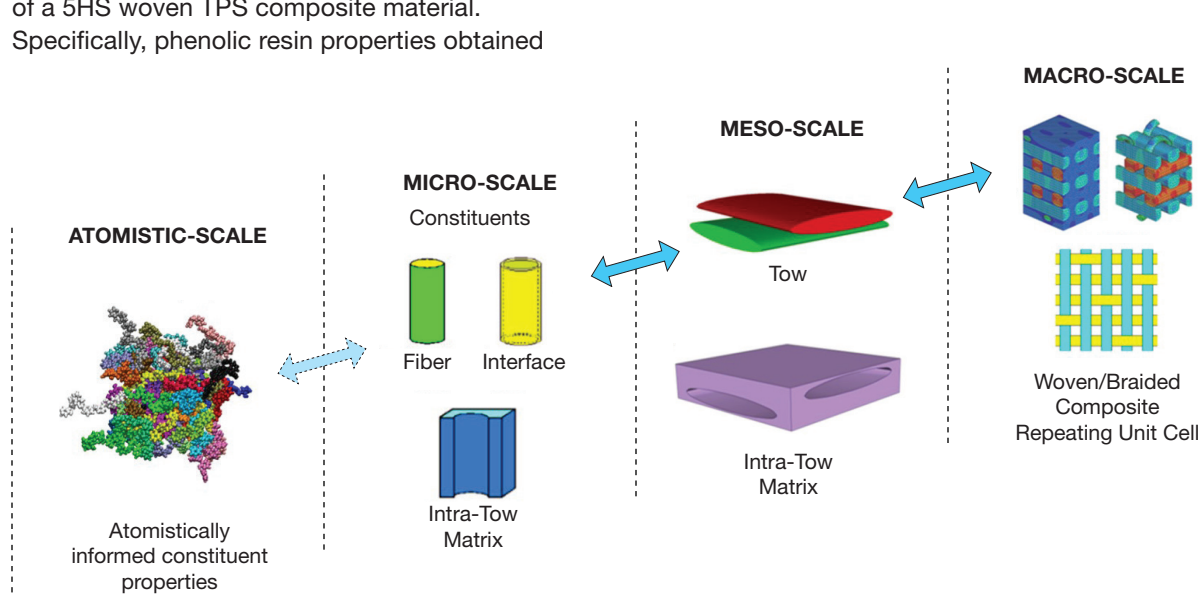 of a 5HS woven TPS composite material.
Specifically, phenolic resin properties obtained
ATOMISTIC-SCALE
Atomistically
informed constituent
properties
MICRO-SCALE
Constituents
Fiber
Interface
Intra-Tow
Matrix
MESO-SCALE
Tow
Intra-Tow
Matrix
MACRO-SCALE
Woven/Braided
Composite
Repeating Unit Cell